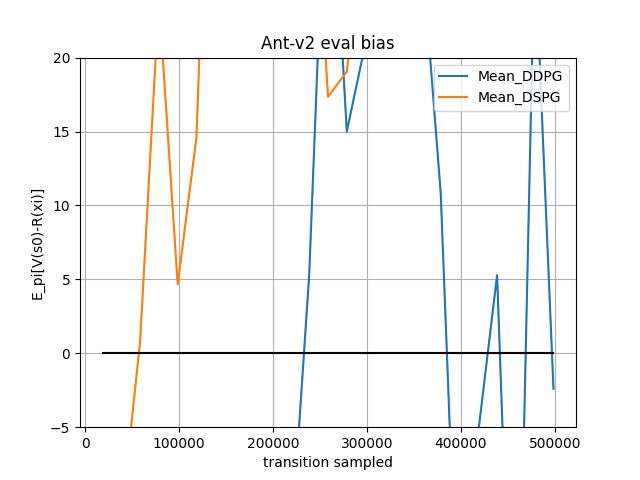 Ant-v2 eval bias
Mean_DDPG
Mean_DSPG
E_pi[V(s0)-R(xi)]
20
15
10
5
0
−5
0
100000
200000
300000
400000
500000
transition sampled